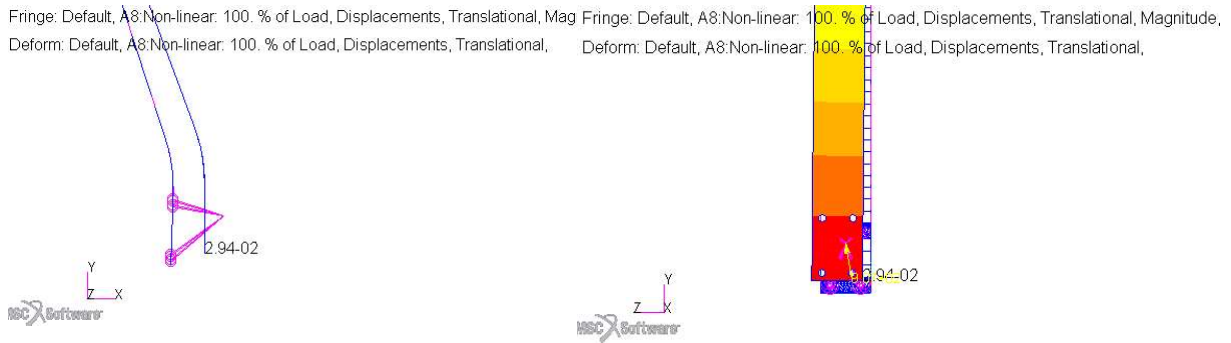 Fringe: Default, A8:Non-linear: 100. % of Load, Displacements, Translational, Mag
Deform: Default, A8:Non-linear: 100. % of Load, Displacements, Translational,
2.94-02
Y
Z X
MSC Software
Fringe: Default, A8:Non-linear: 100. % of Load, Displacements, Translational, Magnitude,
Deform: Default, A8:Non-linear: 100. % of Load, Displacements, Translational,
2.94-02
Y
Z X
MSC Software